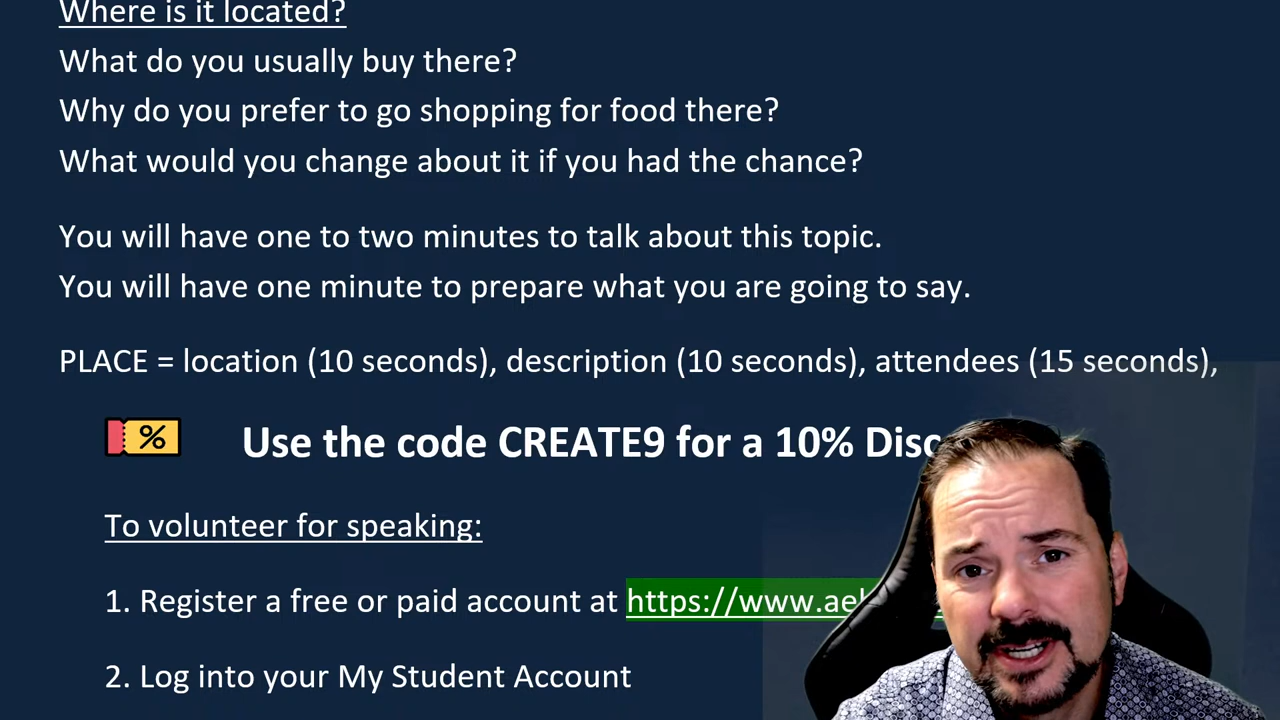 Where is it located?
What do you usually buy there?
Why do you prefer to go shopping for food there?
What would you change about it if you had the chance?
You will have one to two minutes to talk about this topic.
You will have one minute to prepare what you are going to say.
PLACE = location (10 seconds), description (10 seconds), attendees (15 seconds),
%
Use the code CREATE9 for a 10%
To volunteer for speaking:
1. Register a free or paid account at
2. Log into your My Student Account